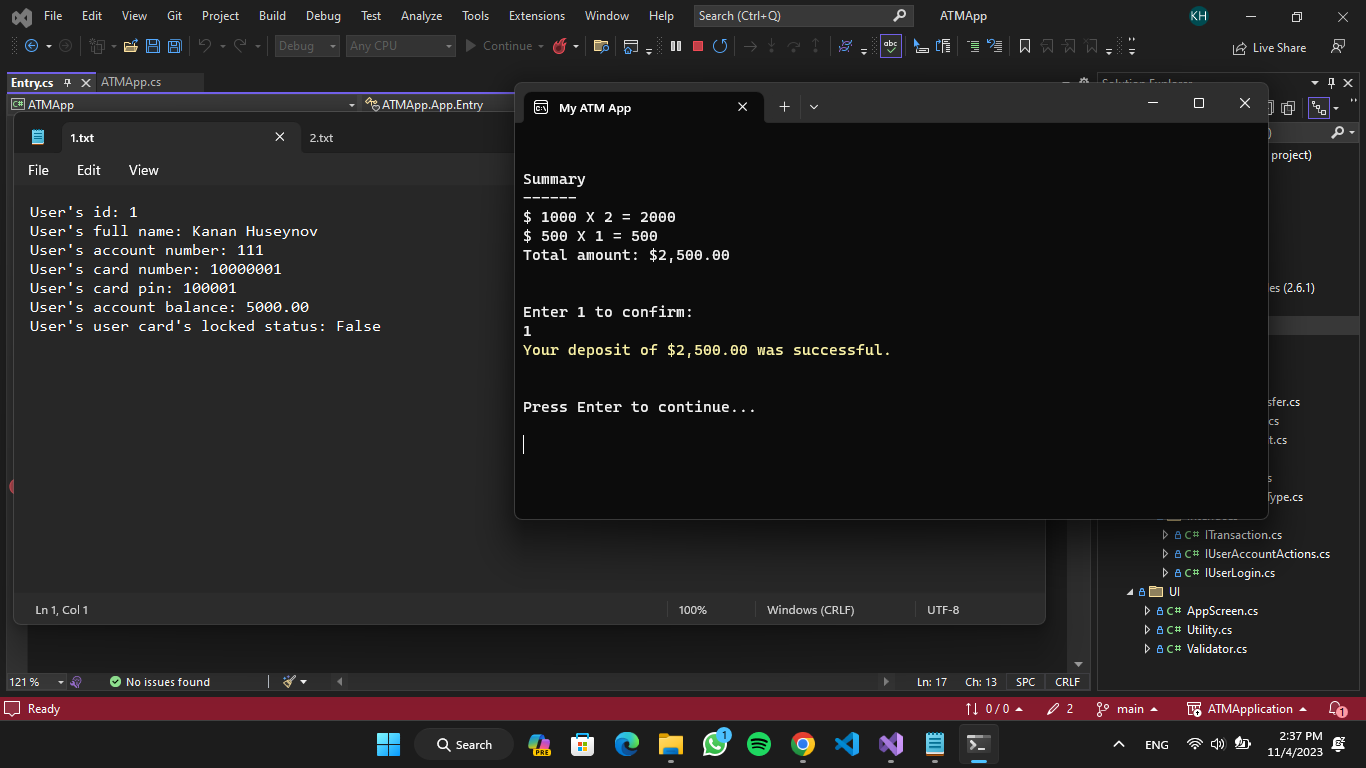 File Edit View Git Project Build Debug Test Analyze Tools Extensions Window Help Search (Ctrl+Q) ATMApp KH
Debug Any CPU Continue abc Live Share
Entry.cs ATMApp.cs
Solution Explorer
C# ATMApp ATMApp.App.Entry
My ATM App
1.txt 2.txt
File Edit View
User's id: 1
User's full name: Kanan Huseynov
User's account number: 111
User's card number: 10000001
User's card pin: 100001
User's account balance: 5000.00
User's user card's locked status: False
Ln 1, Col 1 100% Windows (CRLF) UTF-8
Summary
------
$ 1000 X 2 = 2000
$ 500 X 1 = 500
Total amount: $2,500.00
Enter 1 to confirm:
1
Your deposit of $2,500.00 was successful.
Press Enter to continue...
project)
es (2.6.1)
sfer.cs
cs
t.cs
s
Type.cs
C# ITransaction.cs
C# IUserAccountActions.cs
C# IUserLogin.cs
UI
C# AppScreen.cs
C# Utility.cs
C# Validator.cs
121 % No issues found Ln: 17 Ch: 13 SPC CRLF
Ready 0 / 0 2 main ATMApplication 1
Search PRE 1 ENG 2:37 PM
11/4/2023